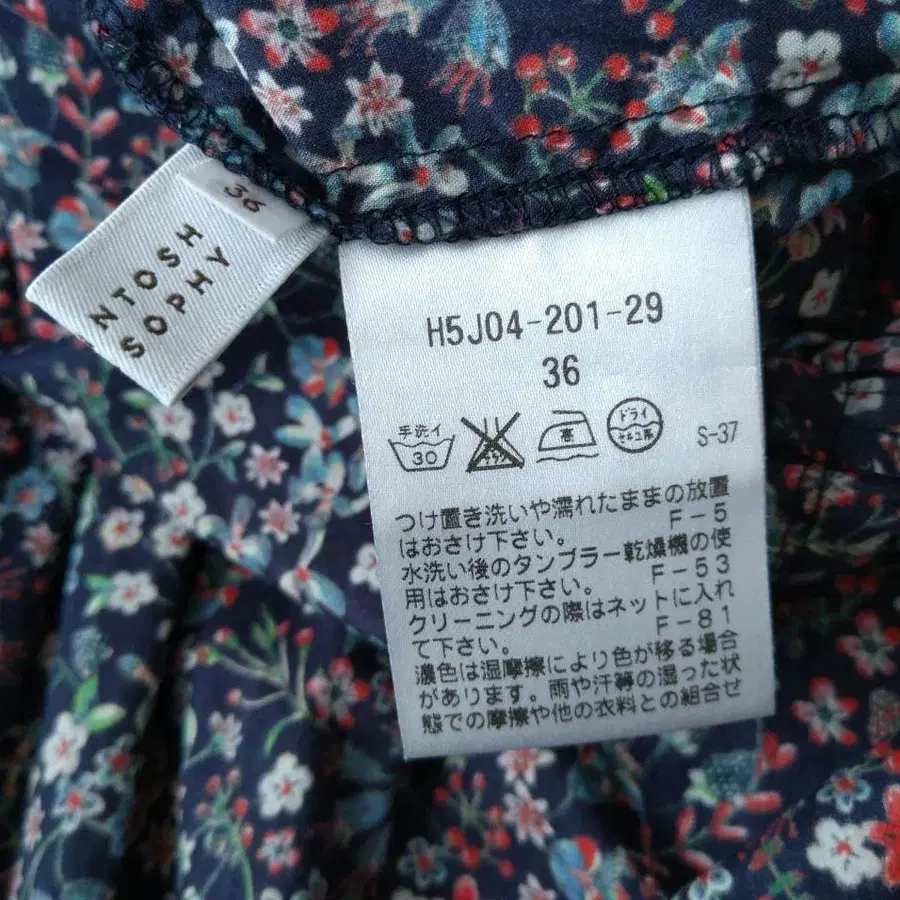 36
NTOSH
SOPHY
H5J04-201-29
36
手洗イ
30
高
ドライ
セキユ系
S-37
つけ置き洗いや濡れたままの放置
はおさけ下さい。 F-5
水洗い後のタンブラー乾燥機の使
用はおさけ下さい。 F-53
クリーニングの際はネットに入れ
て下さい。 F-81
濃色は湿摩擦により色が移る場合
があります。雨や汗等の湿った状
態での摩擦や他の衣料との組合せ